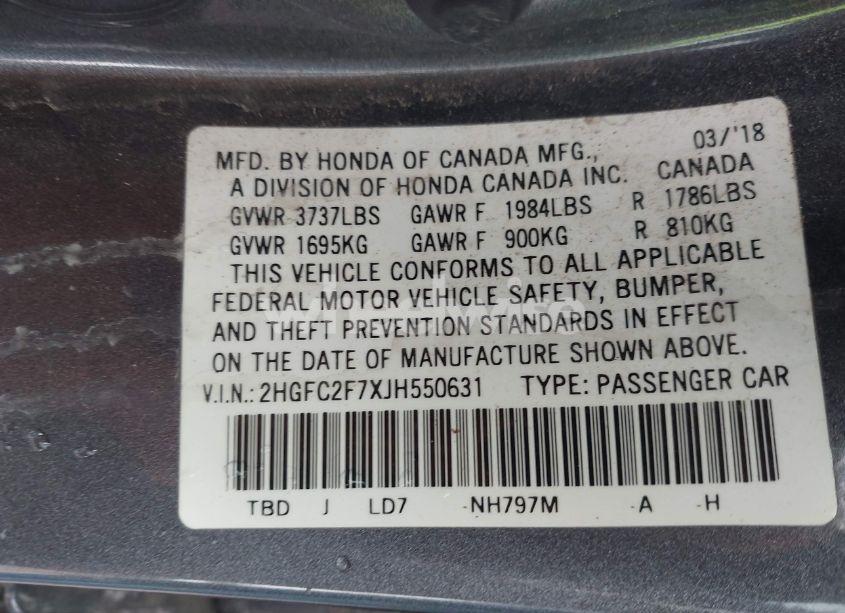 03/'18
MFD. BY HONDA OF CANADA MFG.,
A DIVISION OF HONDA CANADA INC. CANADA
GVWR 3737LBS GAWR F 1984LBS R 1786LBS
GVWR 1695KG GAWR F 900KG R 810KG
THIS VEHICLE CONFORMS TO ALL APPLICABLE
FEDERAL MOTOR VEHICLE SAFETY, BUMPER,
AND THEFT PREVENTION STANDARDS IN EFFECT
ON THE DATE OF MANUFACTURE SHOWN ABOVE.
V.I.N.: 2HGFC2F7XJH550631 TYPE: PASSENGER CAR
TBD J LD7 -NH797M -A -H